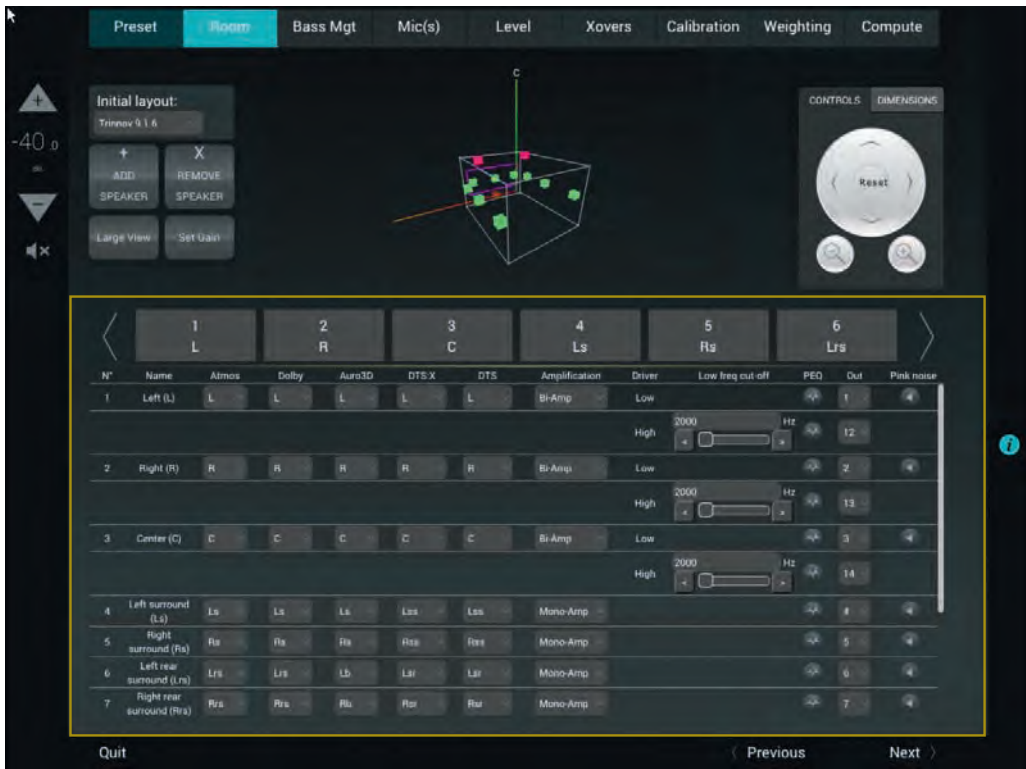 Preset Room Bass Mgt Mic(s) Level Xovers Calibration Weighting Compute
C
Initial layout:
Trinnov 9.1.6
+ X
ADD REMOVE
SPEAKER SPEAKER
Large View Set Gain
+
-40.0
CONTROLS DIMENSIONS
Reset
1 2 3 4 5 6
L R C Ls Rs Lrs
N° Name Atmos Dolby Auro3D DTS:X DTS Amplification Driver Low freq cut-off PEQ Out Pink noise
1 Left (L) L L L L L Bi-Amp Low 1
High 2000 Hz 12
2 Right (R) R R R R R Bi-Amp Low 2
High 2000 Hz 13
3 Center (C) C C C C C Bi-Amp Low 3
High 2000 Hz 14
4 Left surround (Ls) Ls Ls Ls Lss Lss Mono-Amp 4
5 Right surround (Rs) Rs Rs Rs Rss Rss Mono-Amp 5
6 Left rear surround (Lrs) Lrs Lrs Lb Lsr Lsr Mono-Amp 6
7 Right rear surround (Rrs) Rrs Rrs Rb Rsr Rsr Mono-Amp 7
i
Quit Previous Next